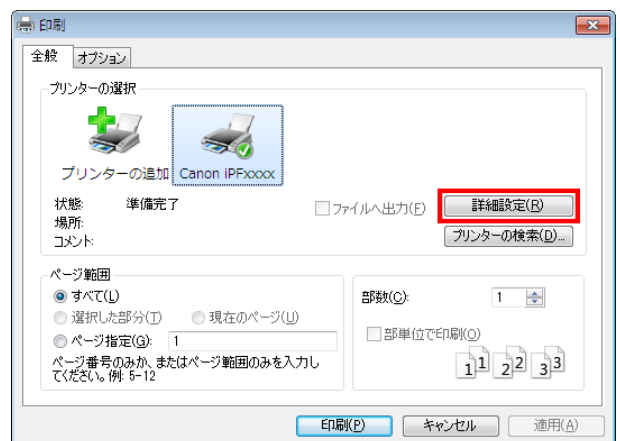 印刷
全般 オプション
プリンターの選択
プリンターの追加 Canon iPFxxxx
状態: 準備完了
ファイルへ出力(F) 詳細設定(R)
場所:
コメント:
プリンターの検索(D)...
ページ範囲
すべて(L)
選択した部分(T) 現在のページ(U)
ページ指定(G): 1
ページ番号のみか、またはページ範囲のみを入力し
てください。例: 5-12
部数(C): 1
部単位で印刷(O)
1 1 2 2 3 3
印刷(P) キャンセル 適用(A)